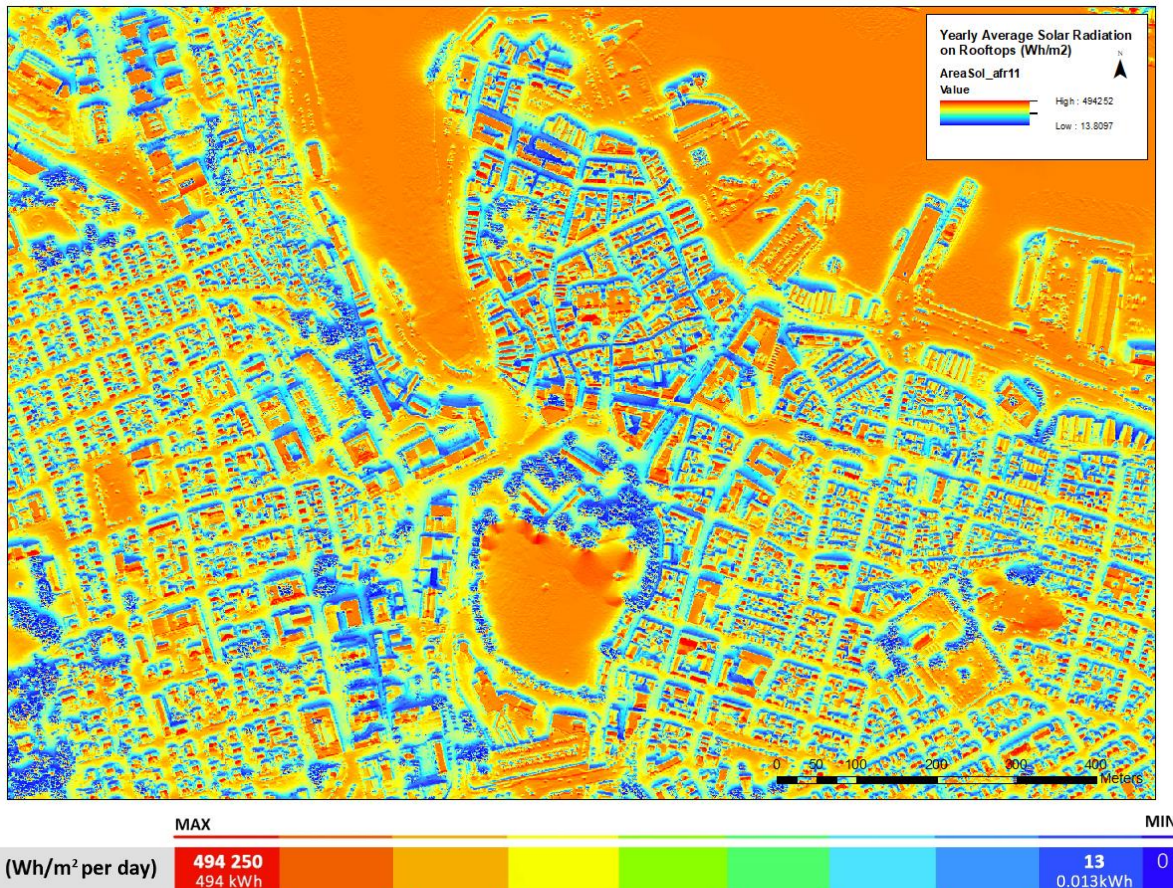 Yearly Average Solar Radiation
on Rooftops (Wh/m2)
N
AreaSol_afr11
Value
High : 494252
Low : 13.8097
0 50 100 200 300 400
Meters
MAX MIN
(Wh/m² per day) 494 250 13 0
494 kWh 0.013kWh